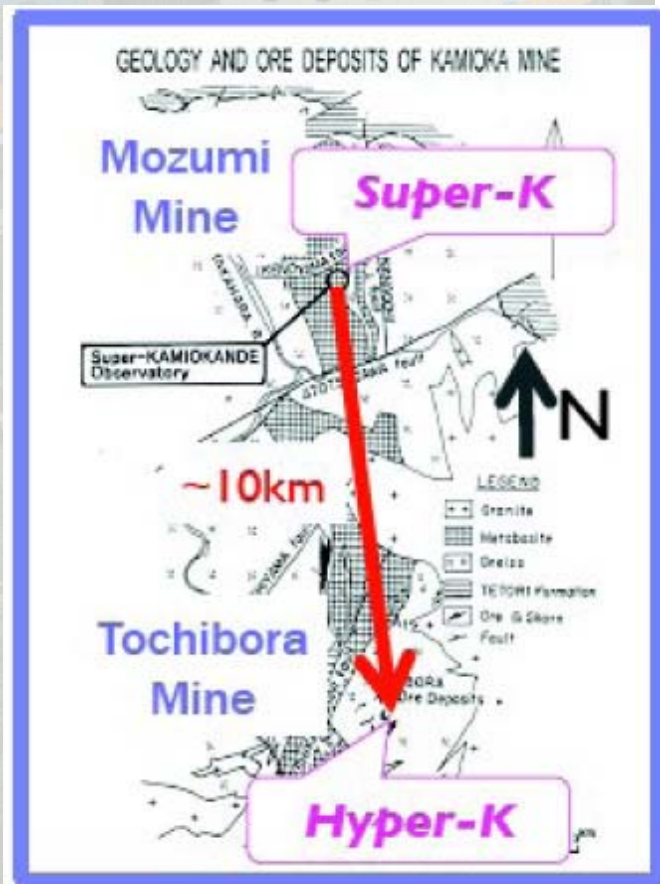 GEOLOGY AND ORE DEPOSITS OF KAMIOKA MINE
Mozumi
Mine
Super-K
Super-KAMIOKANDE
Observatory
fault
N
~10km
LEGEND
Granite
Metabasite
Gneiss
TETORI Formation
Ore & Skarn
Fault
Tochibora
Mine
Ore Deposits
Hyper-K